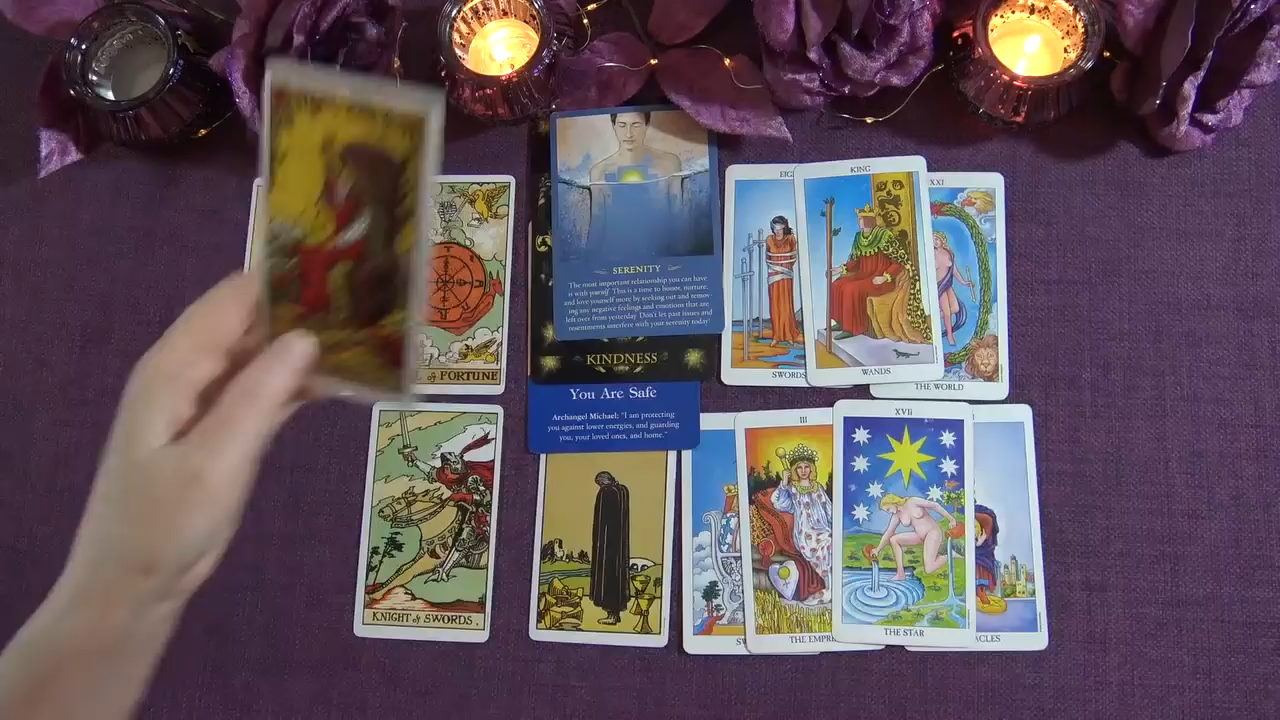 SERENITY
The most important relationship you can have
is with yourself. This is a time to honor, nurture,
and love yourself more by seeking out and remov-
ing any negative feelings and emotions that are
left over from yesterday. Don't let past issues and
resentments interfere with your serenity today!
KINDNESS
You Are Safe
Archangel Michael: "I am protecting
you against lower energies, and guarding
you, your loved ones, and home."
of FORTUNE
EIG
SWORDS
KING
WANDS
XXI
THE WORLD
KNIGHT of SWORDS.
SW
III
THE EMPR
XVII
THE STAR
ACLES